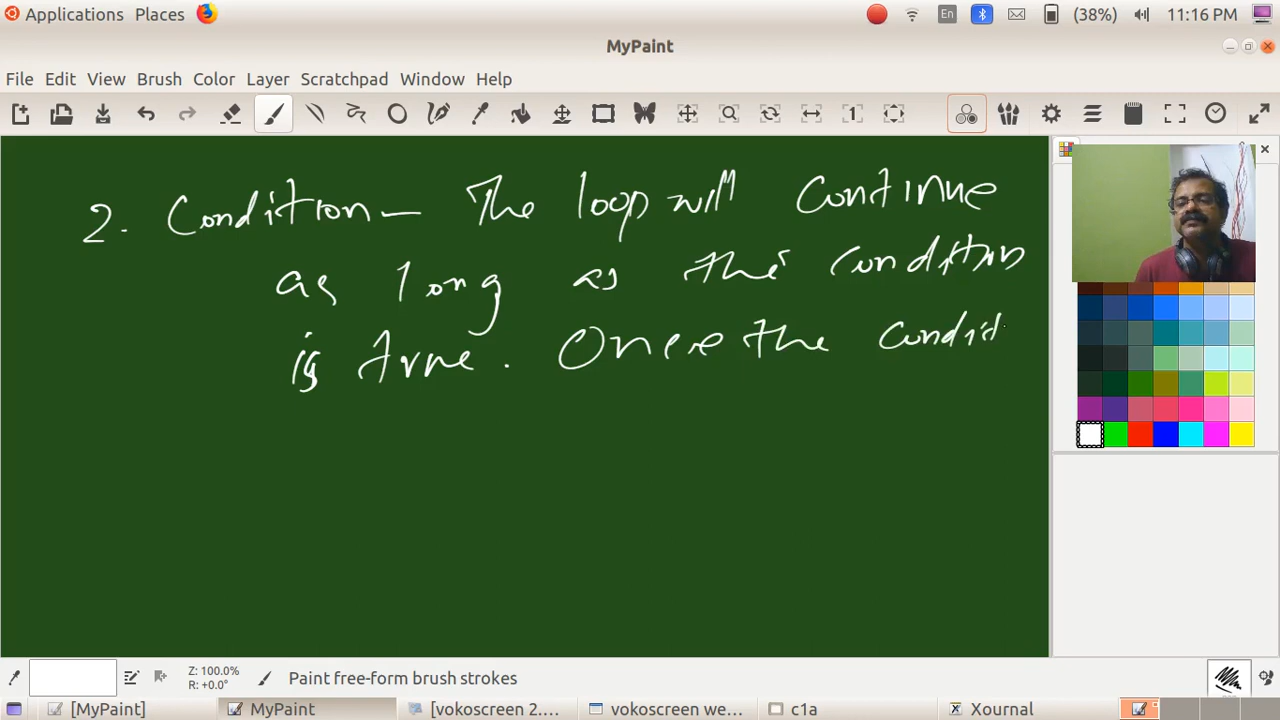 Applications Places En (38%) 11:16 PM
MyPaint
File Edit View Brush Color Layer Scratchpad Window Help
2. Condition — The loop will continue
as long as the condition
is true. Once the condit
Z: 100.0%
R: +0.0°
Paint free-form brush strokes
[MyPaint] MyPaint [vokoscreen 2.... vokoscreen we... c1a Xournal